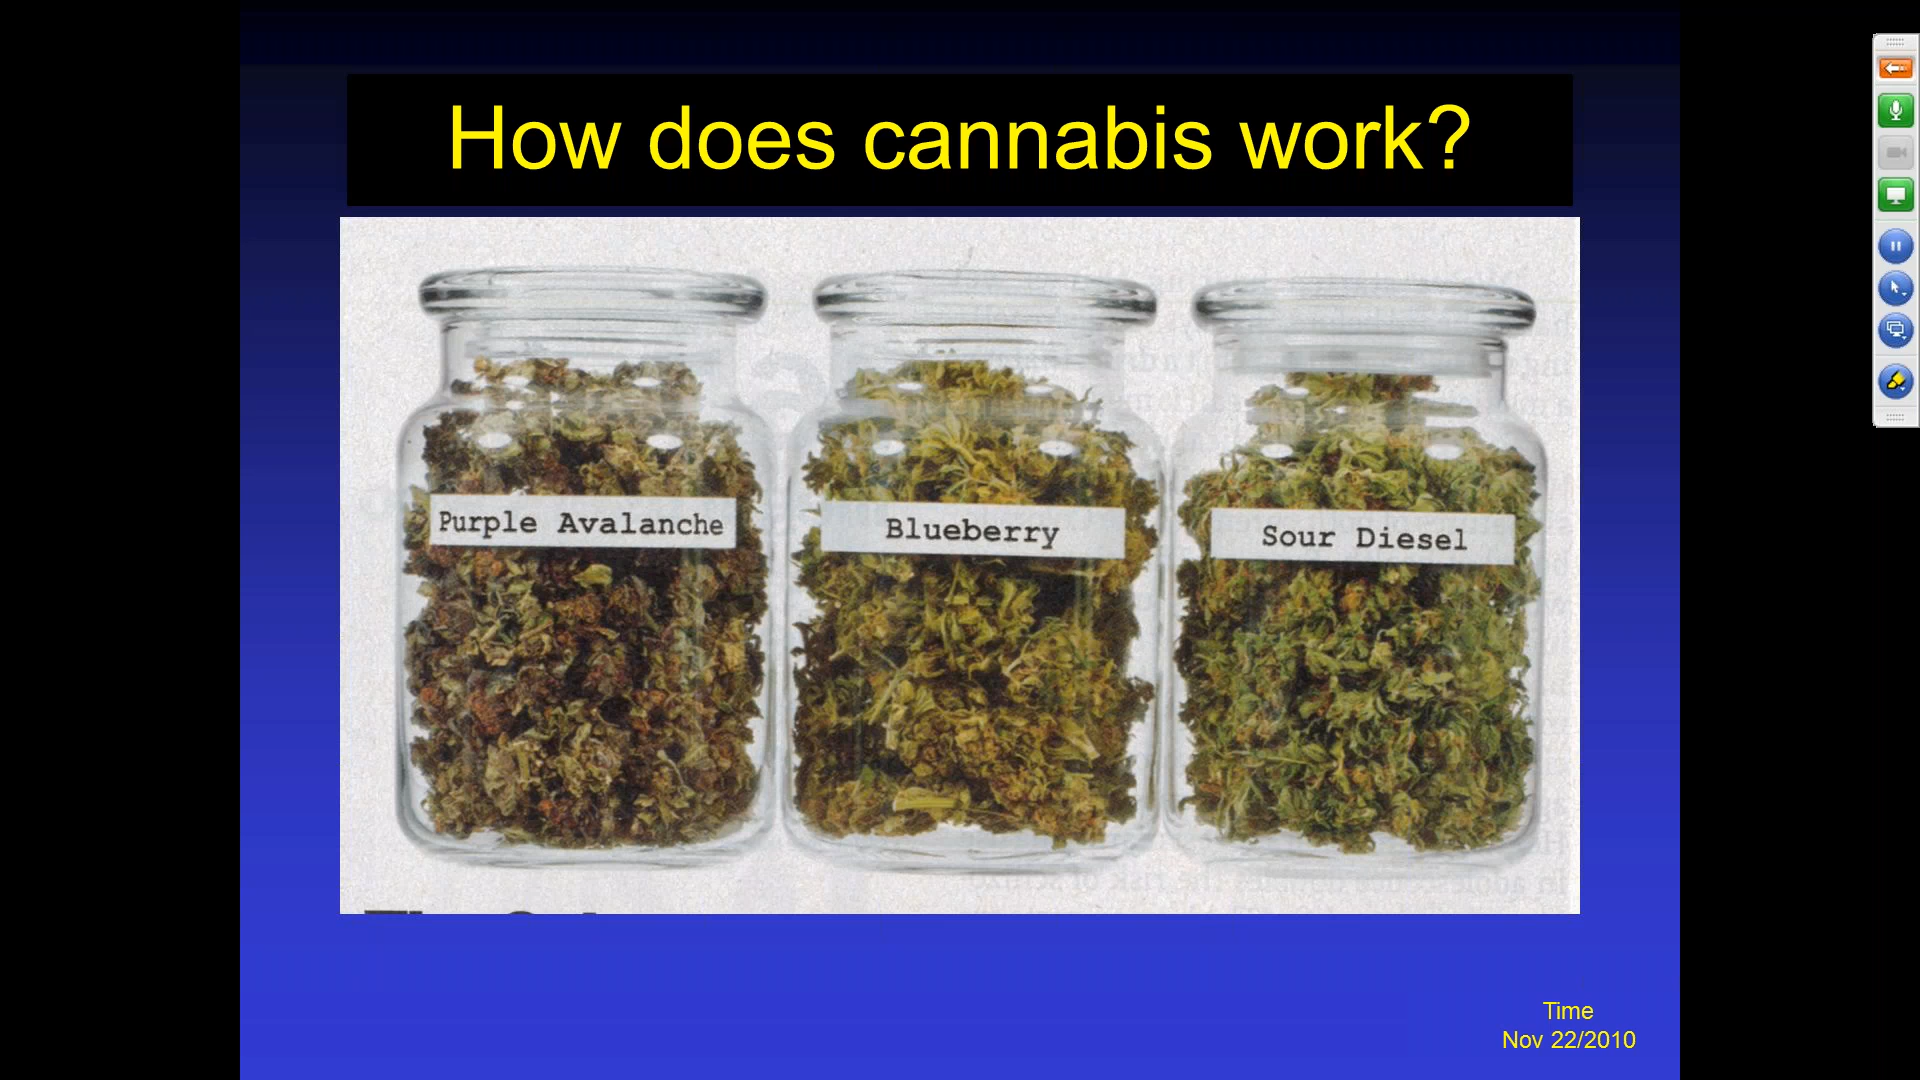 How does cannabis work?
Purple Avalanche
Blueberry
Sour Diesel
Time
Nov 22/2010